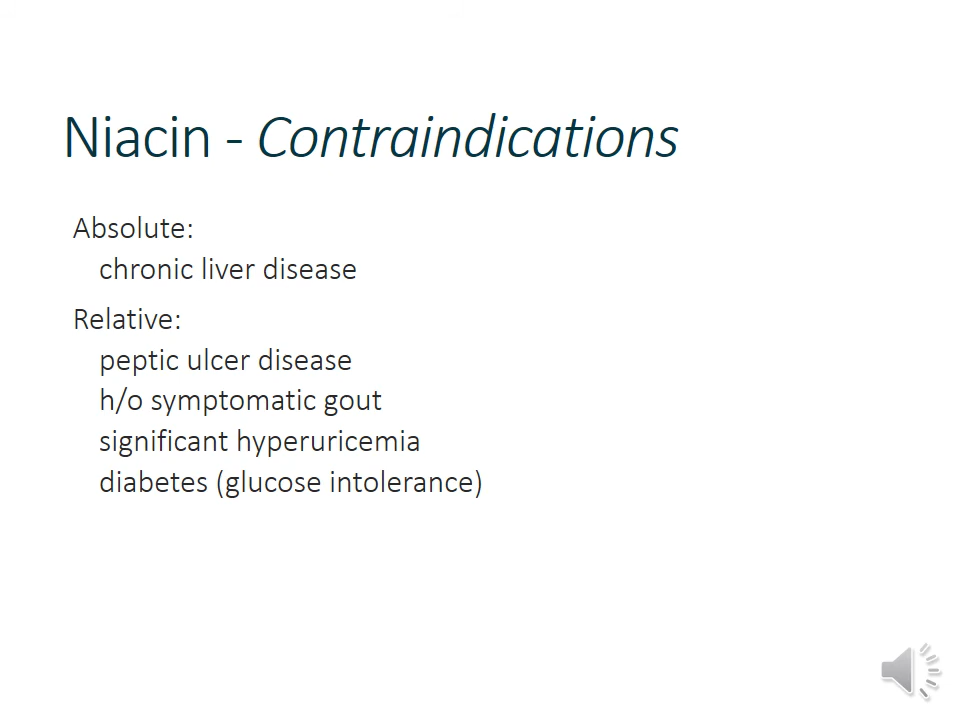 Niacin - Contraindications
Absolute:
chronic liver disease
Relative:
peptic ulcer disease
h/o symptomatic gout
significant hyperuricemia
diabetes (glucose intolerance)